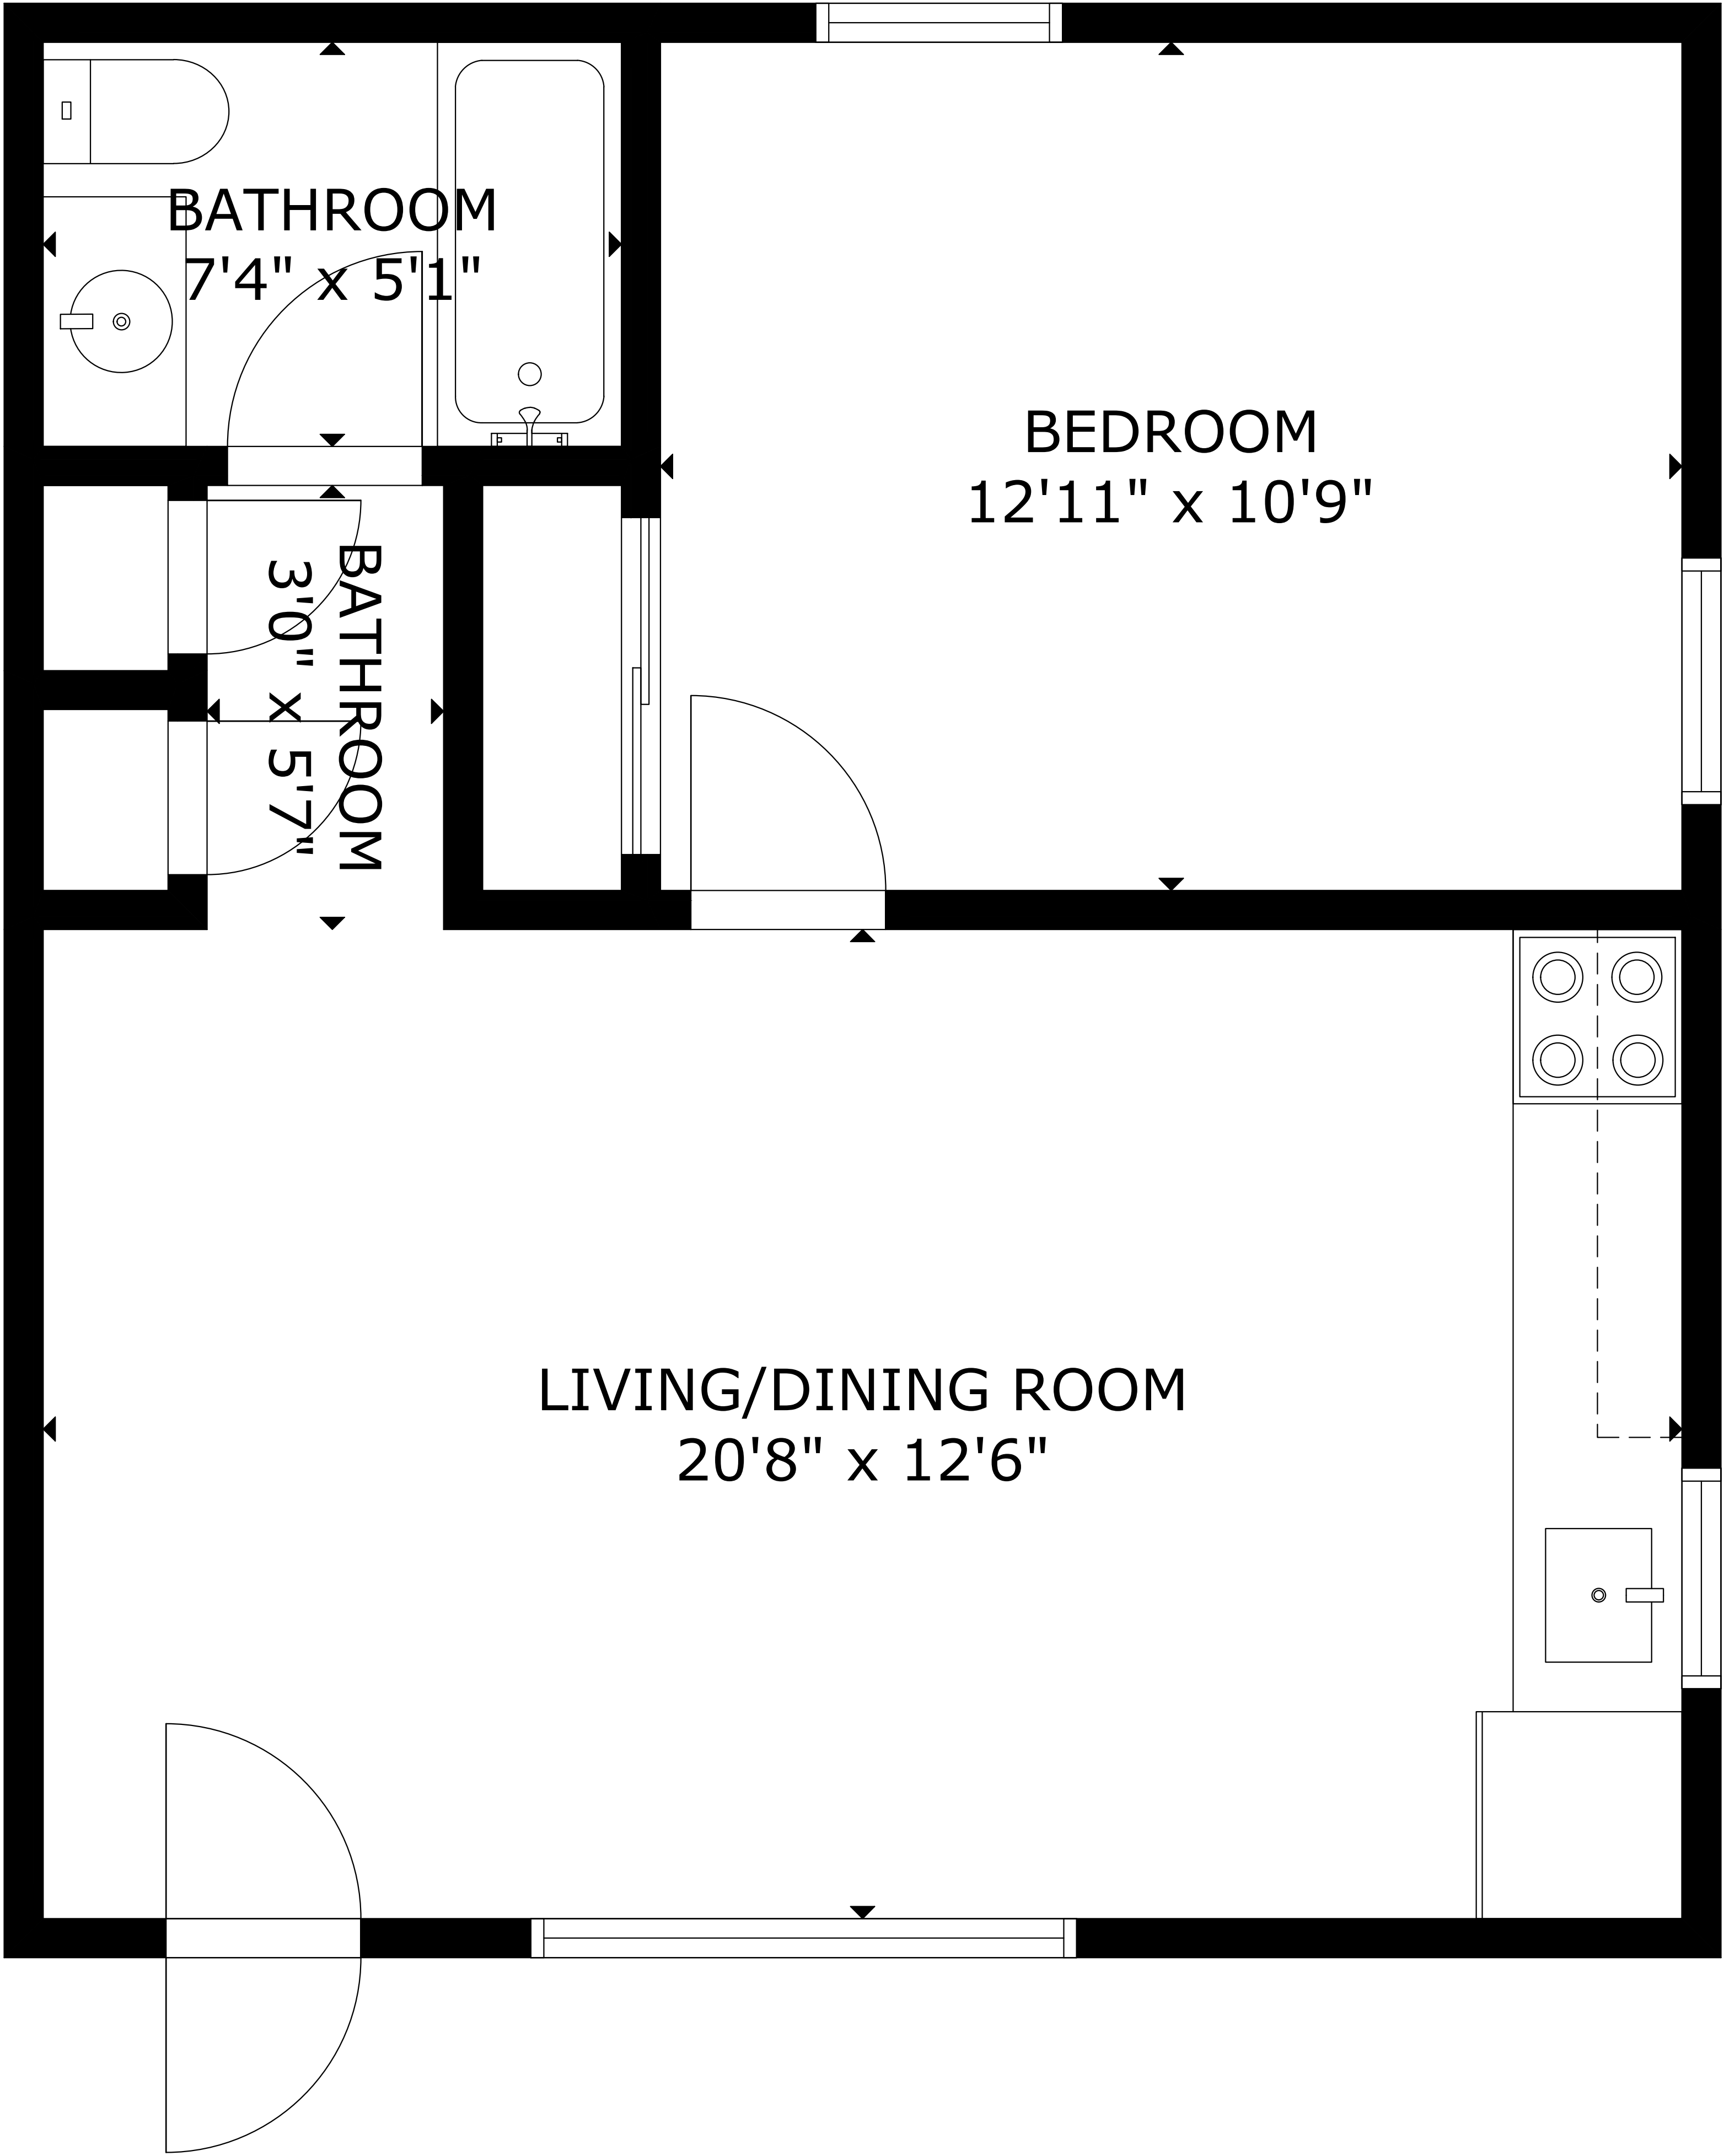 BATHROOM
7'4" x 5'1"
BEDROOM
12'11" x 10'9"
BATHROOM
3'0" x 5'7"
LIVING/DINING ROOM
20'8" x 12'6"